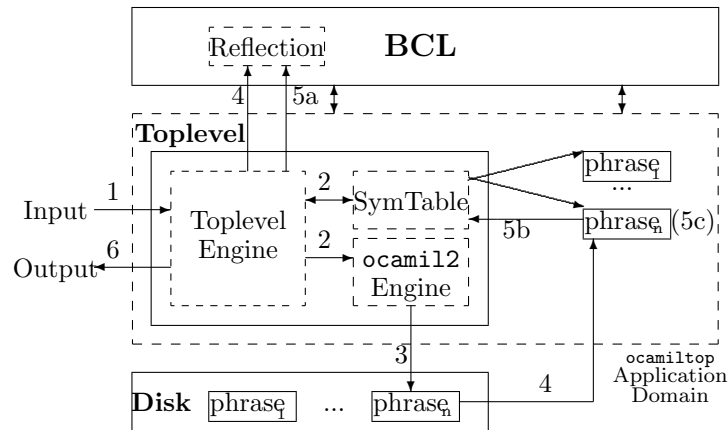 Reflection
BCL
4
5a
Toplevel
phrase1
...
1
2
Input
Toplevel
Engine
SymTable
phrasen
(5c)
5b
6
2
Output
ocamil2
Engine
3
4
ocamiltop
Application
Domain
Disk
phrase1
...
phrasen